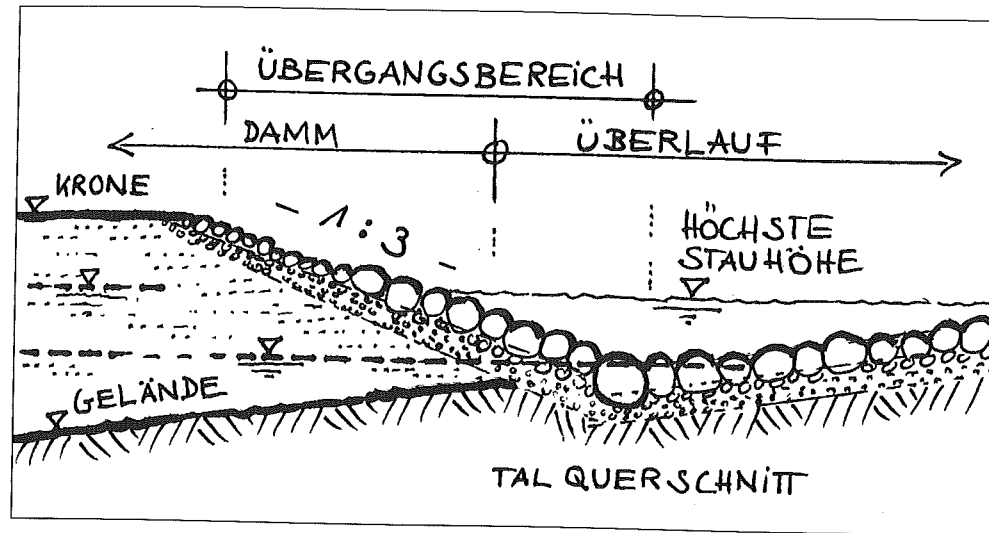 ÜBERGANGSBEREiCH
DAMM
ÜBERLAUF
KRONE
- 1:3 -
HÖCHSTE
STAUHÖHE
GELÄNDE
TAL QUERSCHNiTT